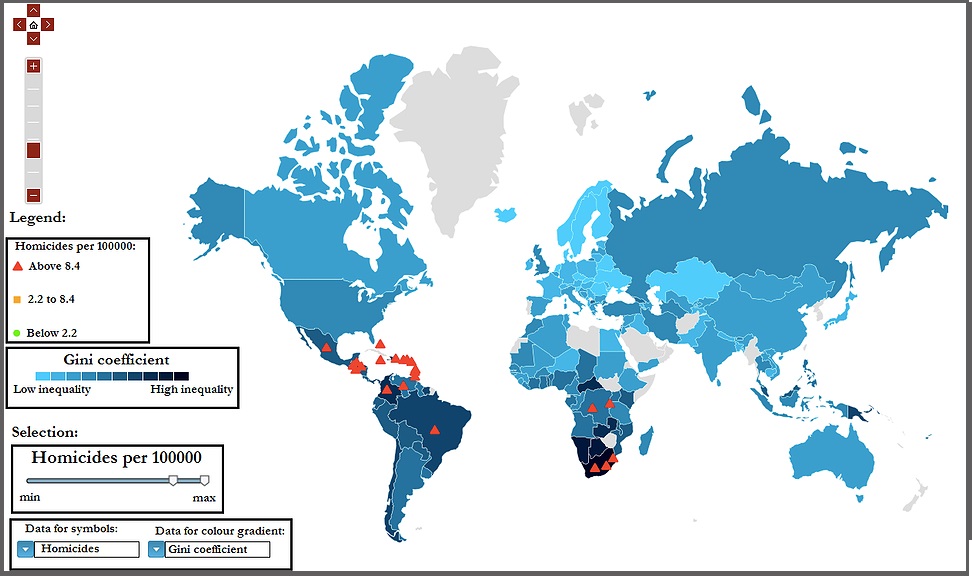 Legend:
Homicides per 100000:
Above 8.4
2.2 to 8.4
Below 2.2
Gini coefficient
Low inequality High inequality
Selection:
Homicides per 100000
min max
Data for symbols: Data for colour gradient:
Homicides Gini coefficient